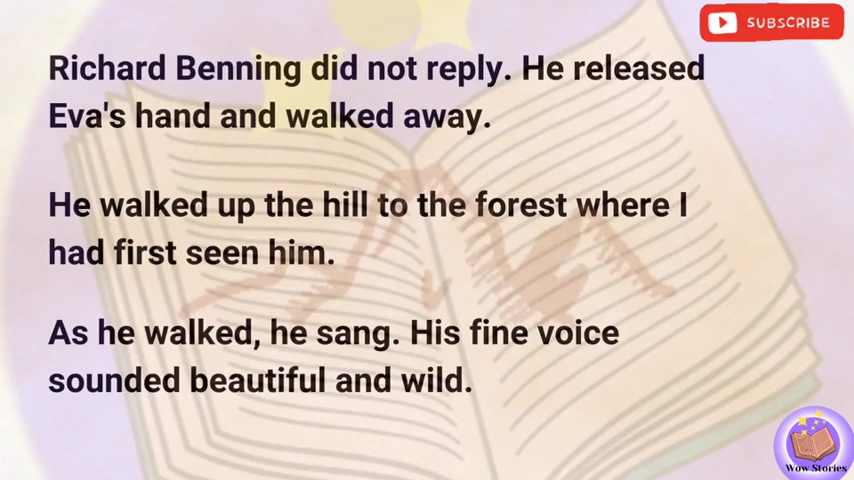 SUBSCRIBE
Richard Benning did not reply. He released
Eva's hand and walked away.
He walked up the hill to the forest where I
had first seen him.
As he walked, he sang. His fine voice
sounded beautiful and wild.
Wow Stories